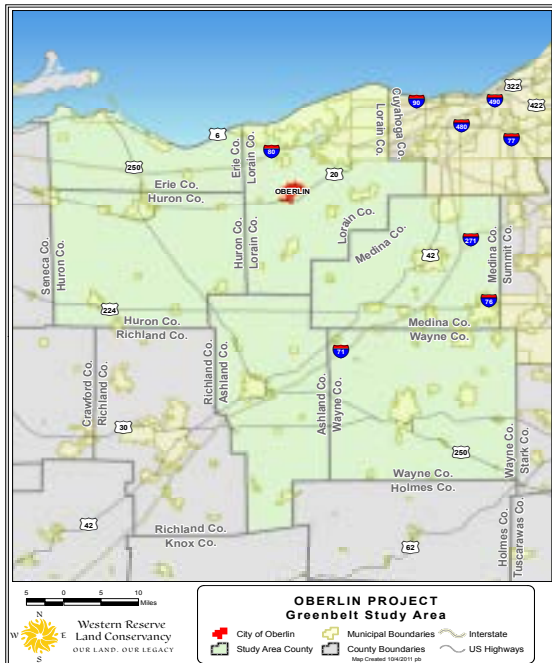 322
90
490
422
Lorain Co.
Cuyahoga Co.
480
77
6
80
Erie Co.
Lorain Co.
250
20
OBERLIN
Erie Co.
Huron Co.
Seneca Co.
Huron Co.
Huron Co.
Lorain Co.
Lorain Co.
Medina Co.
42
271
Medina Co.
Summit Co.
76
224
Huron Co.
Richland Co.
Medina Co.
Wayne Co.
71
Crawford Co.
Richland Co.
Richland Co.
Ashland Co.
Ashland Co.
Wayne Co.
30
250
Wayne Co.
Stark Co.
Wayne Co.
Holmes Co.
42
Richland Co.
Knox Co.
62
Holmes Co.
Tuscarawas Co.
5 0 5 10
Miles
N
W E
S
Western Reserve
Land Conservancy
OUR LAND. OUR LEGACY
OBERLIN PROJECT
Greenbelt Study Area
City of Oberlin Municipal Boundaries Interstate
Study Area County County Boundaries US Highways
Map Created 10/4/2011 pb